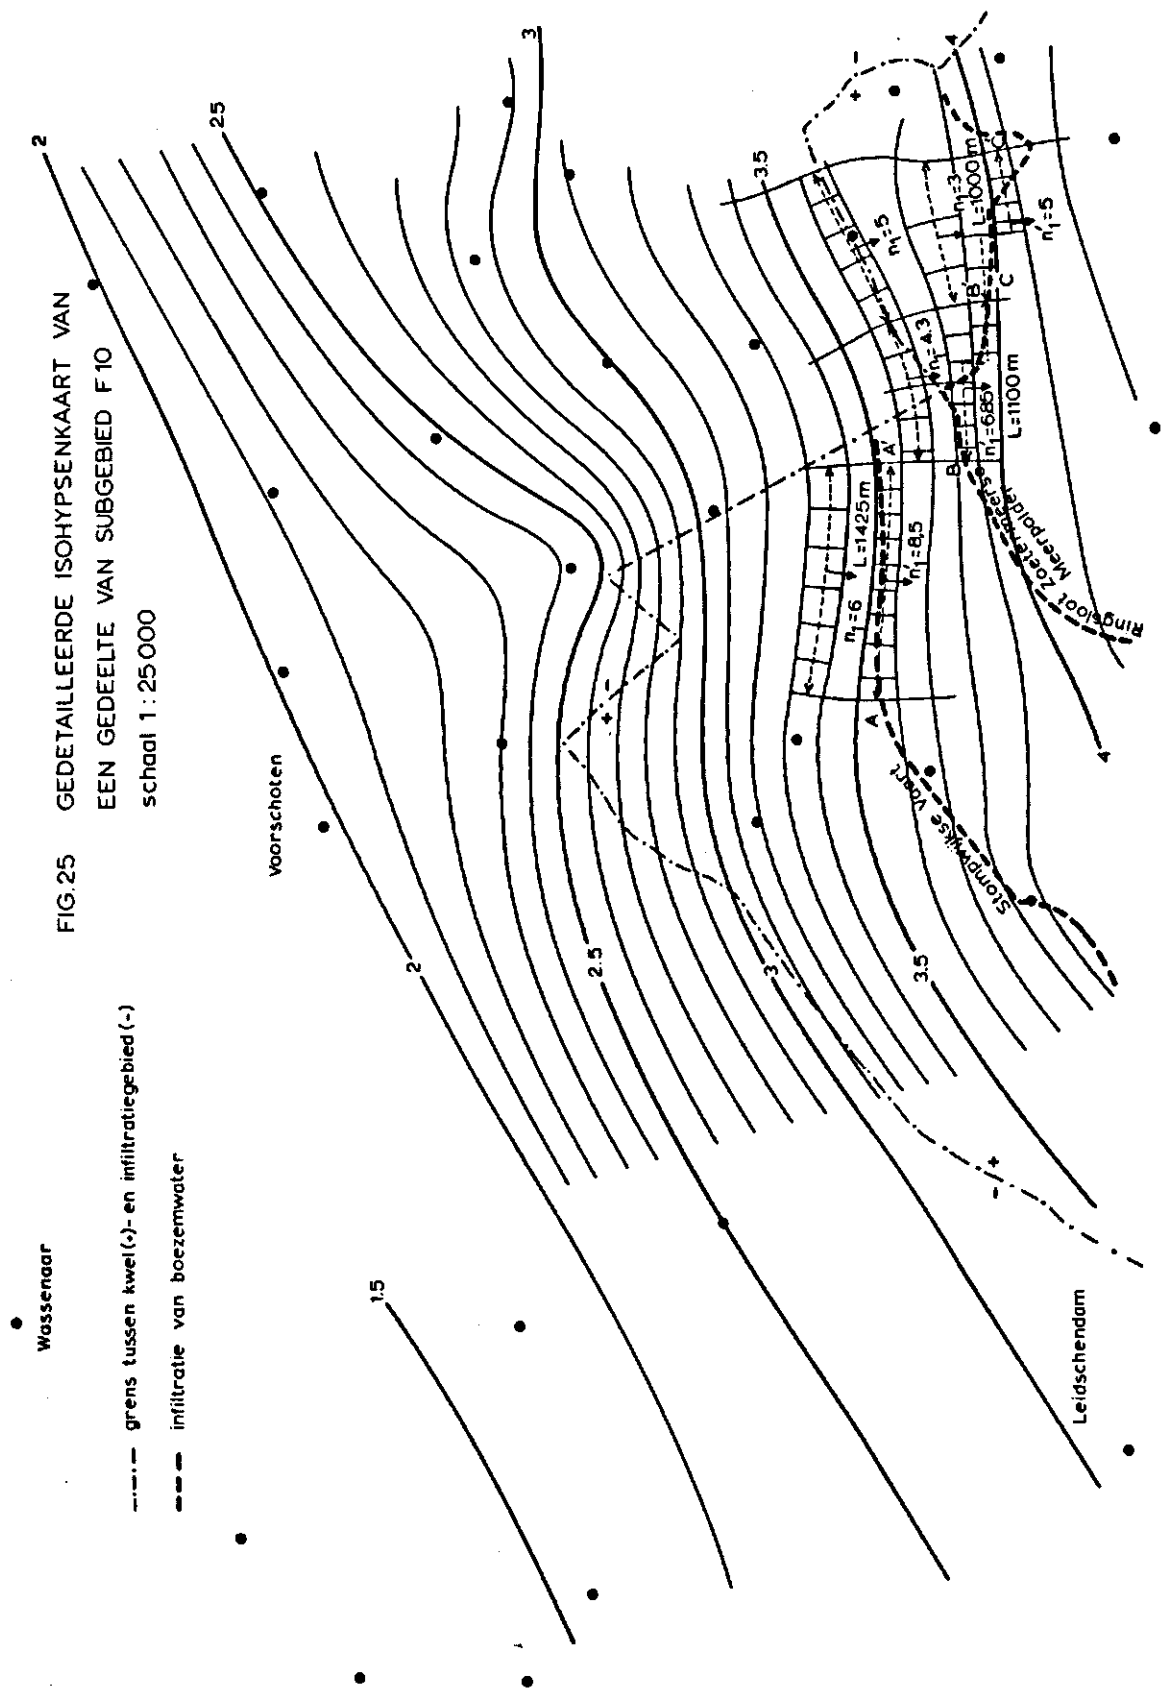 FIG.25 GEDETAILLEERDE ISOHYPSENKAART VAN
EEN GEDEELTE VAN SUBGEBIED F10
schaal 1:25000
Wassenaar
grens tussen kwel(+)- en infiltratiegebied(-)
infiltratie van boezemwater
Voorschoten
Leidschendam
2
25
3
3.5
4
1.5
2
2.5
3
3.5
4
+
-
+
-
-
+
Stompwijkse Vaart
Ringsloot Zoetermeerse
Meerpolder
A
A'
n₁=6
L=1425m
n₁'=8,5
B
B'
n₁=4.3
n₁'=6.85
L=1100m
n₁=5
C
C'
n₁=3
L=1000m
n₁'=5